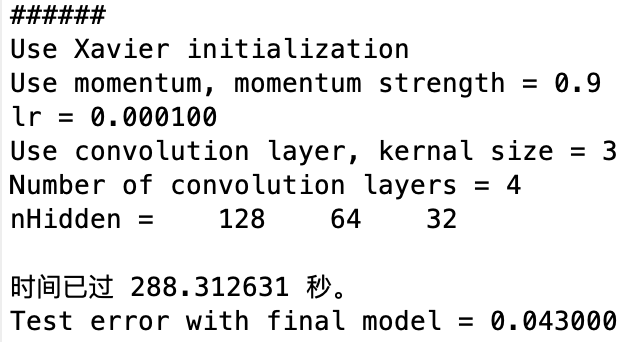 ######
Use Xavier initialization
Use momentum, momentum strength = 0.9
lr = 0.000100
Use convolution layer, kernal size = 3
Number of convolution layers = 4
nHidden =    128    64    32
时间已过 288.312631 秒。
Test error with final model = 0.043000